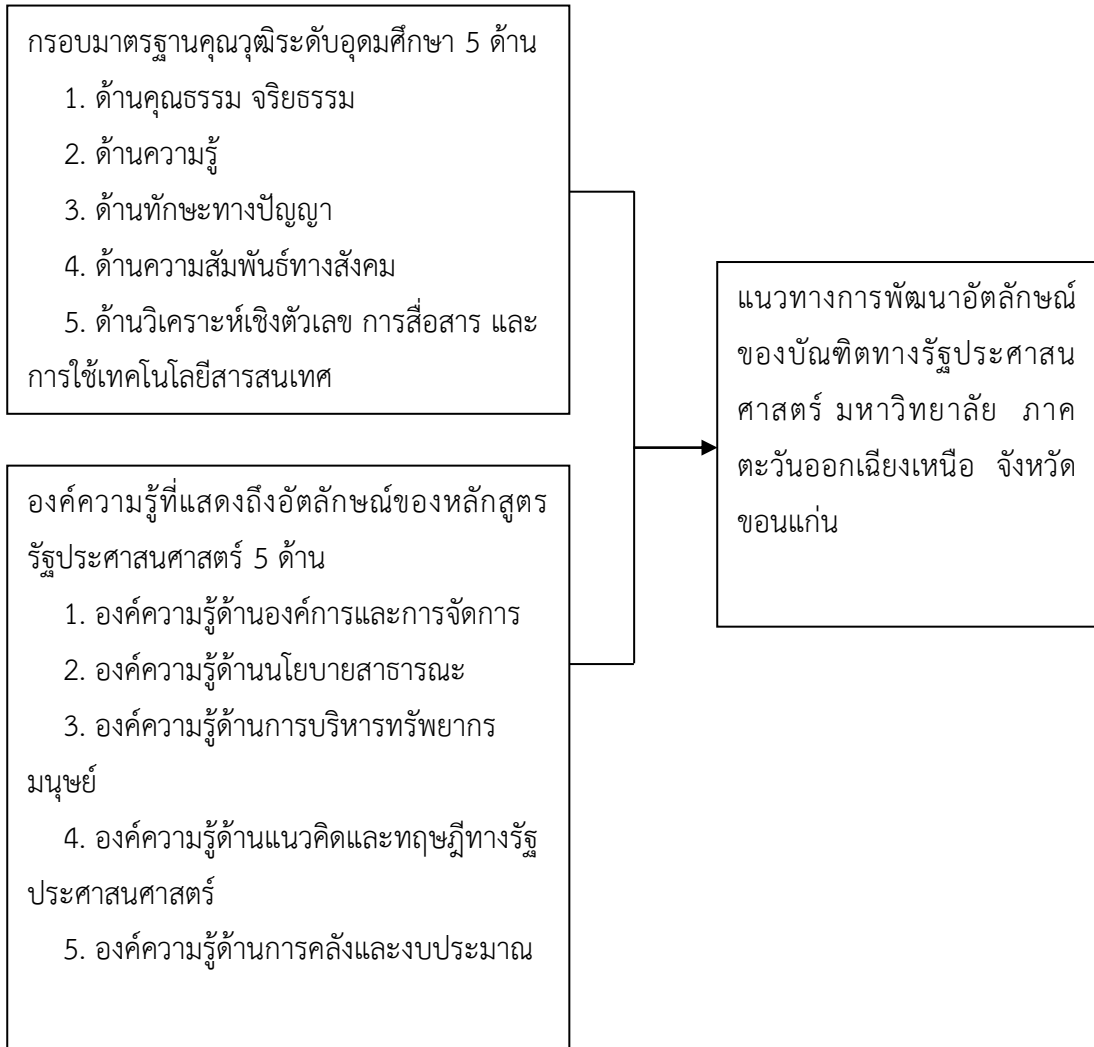 กรอบมาตรฐานคุณวุฒิระดับอุดมศึกษา 5 ด้าน
1. ด้านคุณธรรม จริยธรรม
2. ด้านความรู้
3. ด้านทักษะทางปัญญา
4. ด้านความสัมพันธ์ทางสังคม
5. ด้านวิเคราะห์เชิงตัวเลข การสื่อสาร และ
การใช้เทคโนโลยีสารสนเทศ
องค์ความรู้ที่แสดงถึงอัตลักษณ์ของหลักสูตร
รัฐประศาสนศาสตร์ 5 ด้าน
1. องค์ความรู้ด้านองค์การและการจัดการ
2. องค์ความรู้ด้านนโยบายสาธารณะ
3. องค์ความรู้ด้านการบริหารทรัพยากร
มนุษย์
4. องค์ความรู้ด้านแนวคิดและทฤษฎีทางรัฐ
ประศาสนศาสตร์
5. องค์ความรู้ด้านการคลังและงบประมาณ
แนวทางการพัฒนาอัตลักษณ์
ของบัณฑิตทางรัฐประศาสน
ศาสตร์ มหาวิทยาลัย ภาค
ตะวันออกเฉียงเหนือ จังหวัด
ขอนแก่น